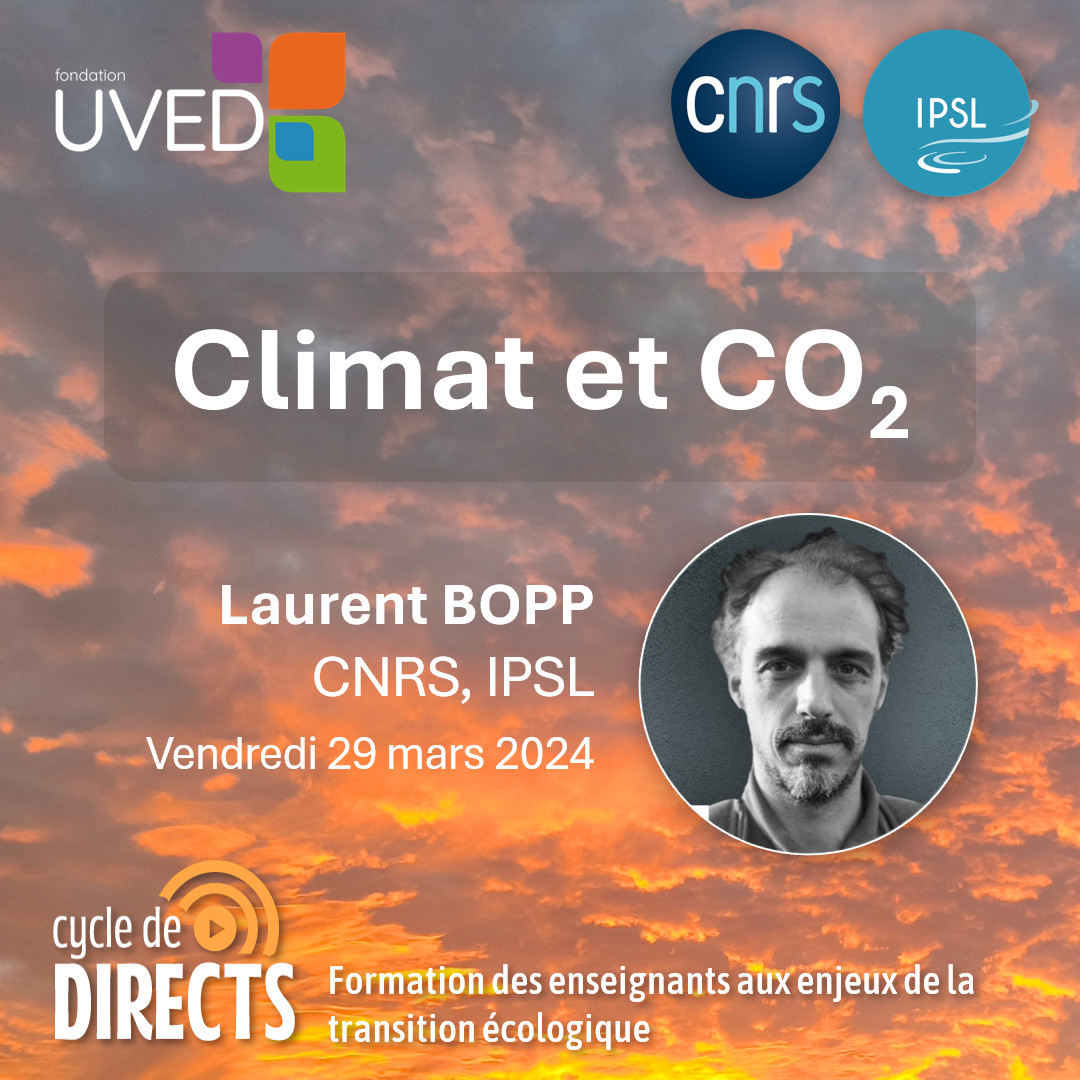 fondation
UVED
cnrs
IPSL
Climat et CO₂
Laurent BOPP
CNRS, IPSL
Vendredi 29 mars 2024
cycle de
DIRECTS
Formation des enseignants aux enjeux de la
transition écologique